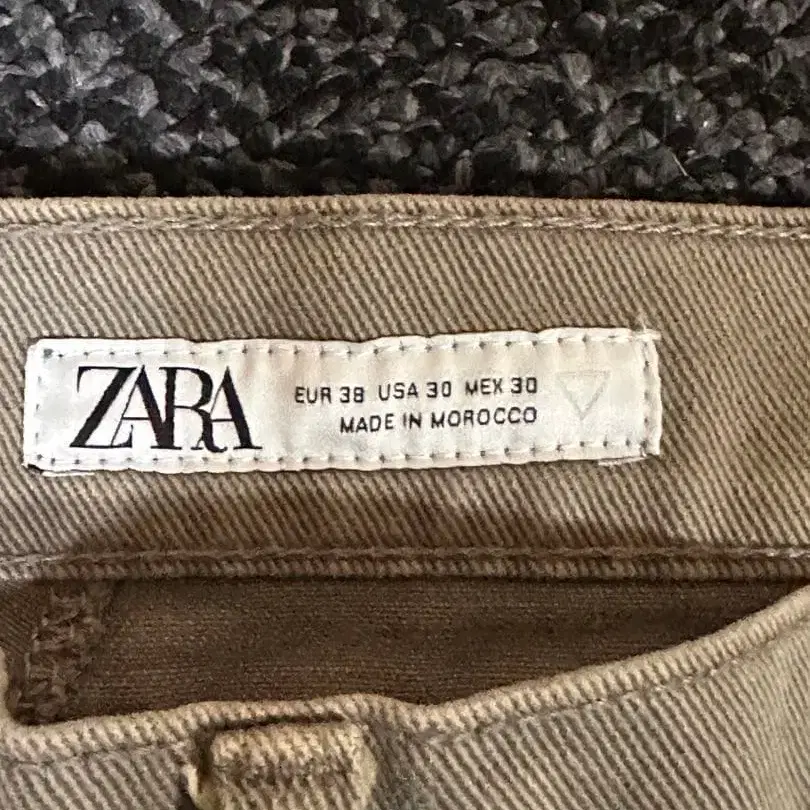 ZARA
EUR 38 USA 30 MEX 30
MADE IN MOROCCO